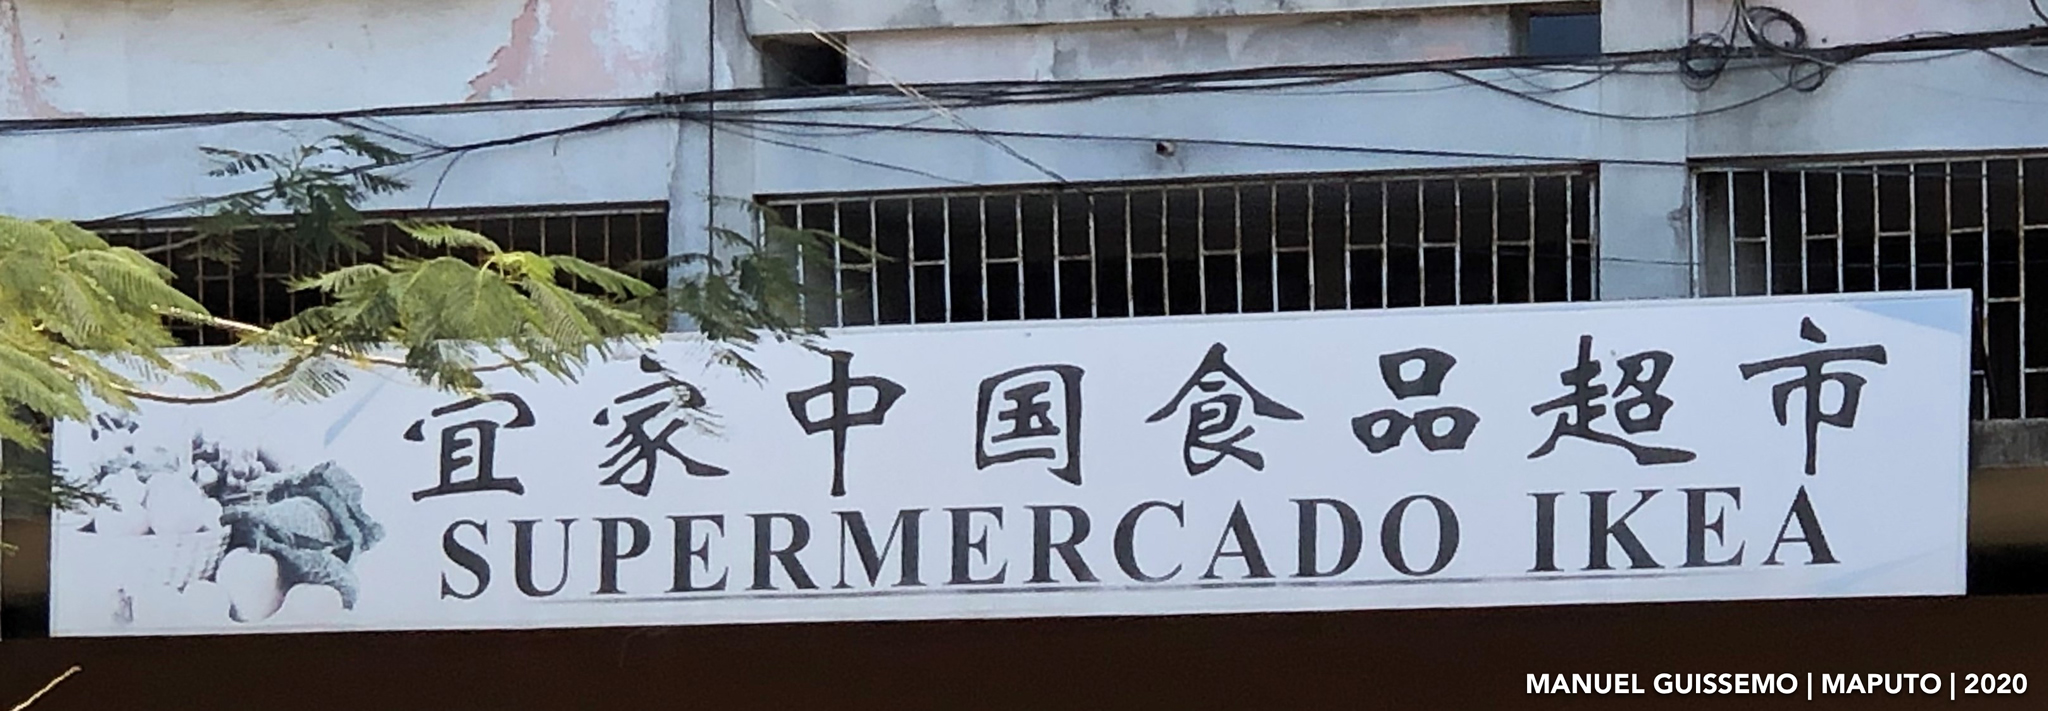 宜家中国食品超市
SUPERMERCADO IKEA
MANUEL GUISSEMO | MAPUTO | 2020